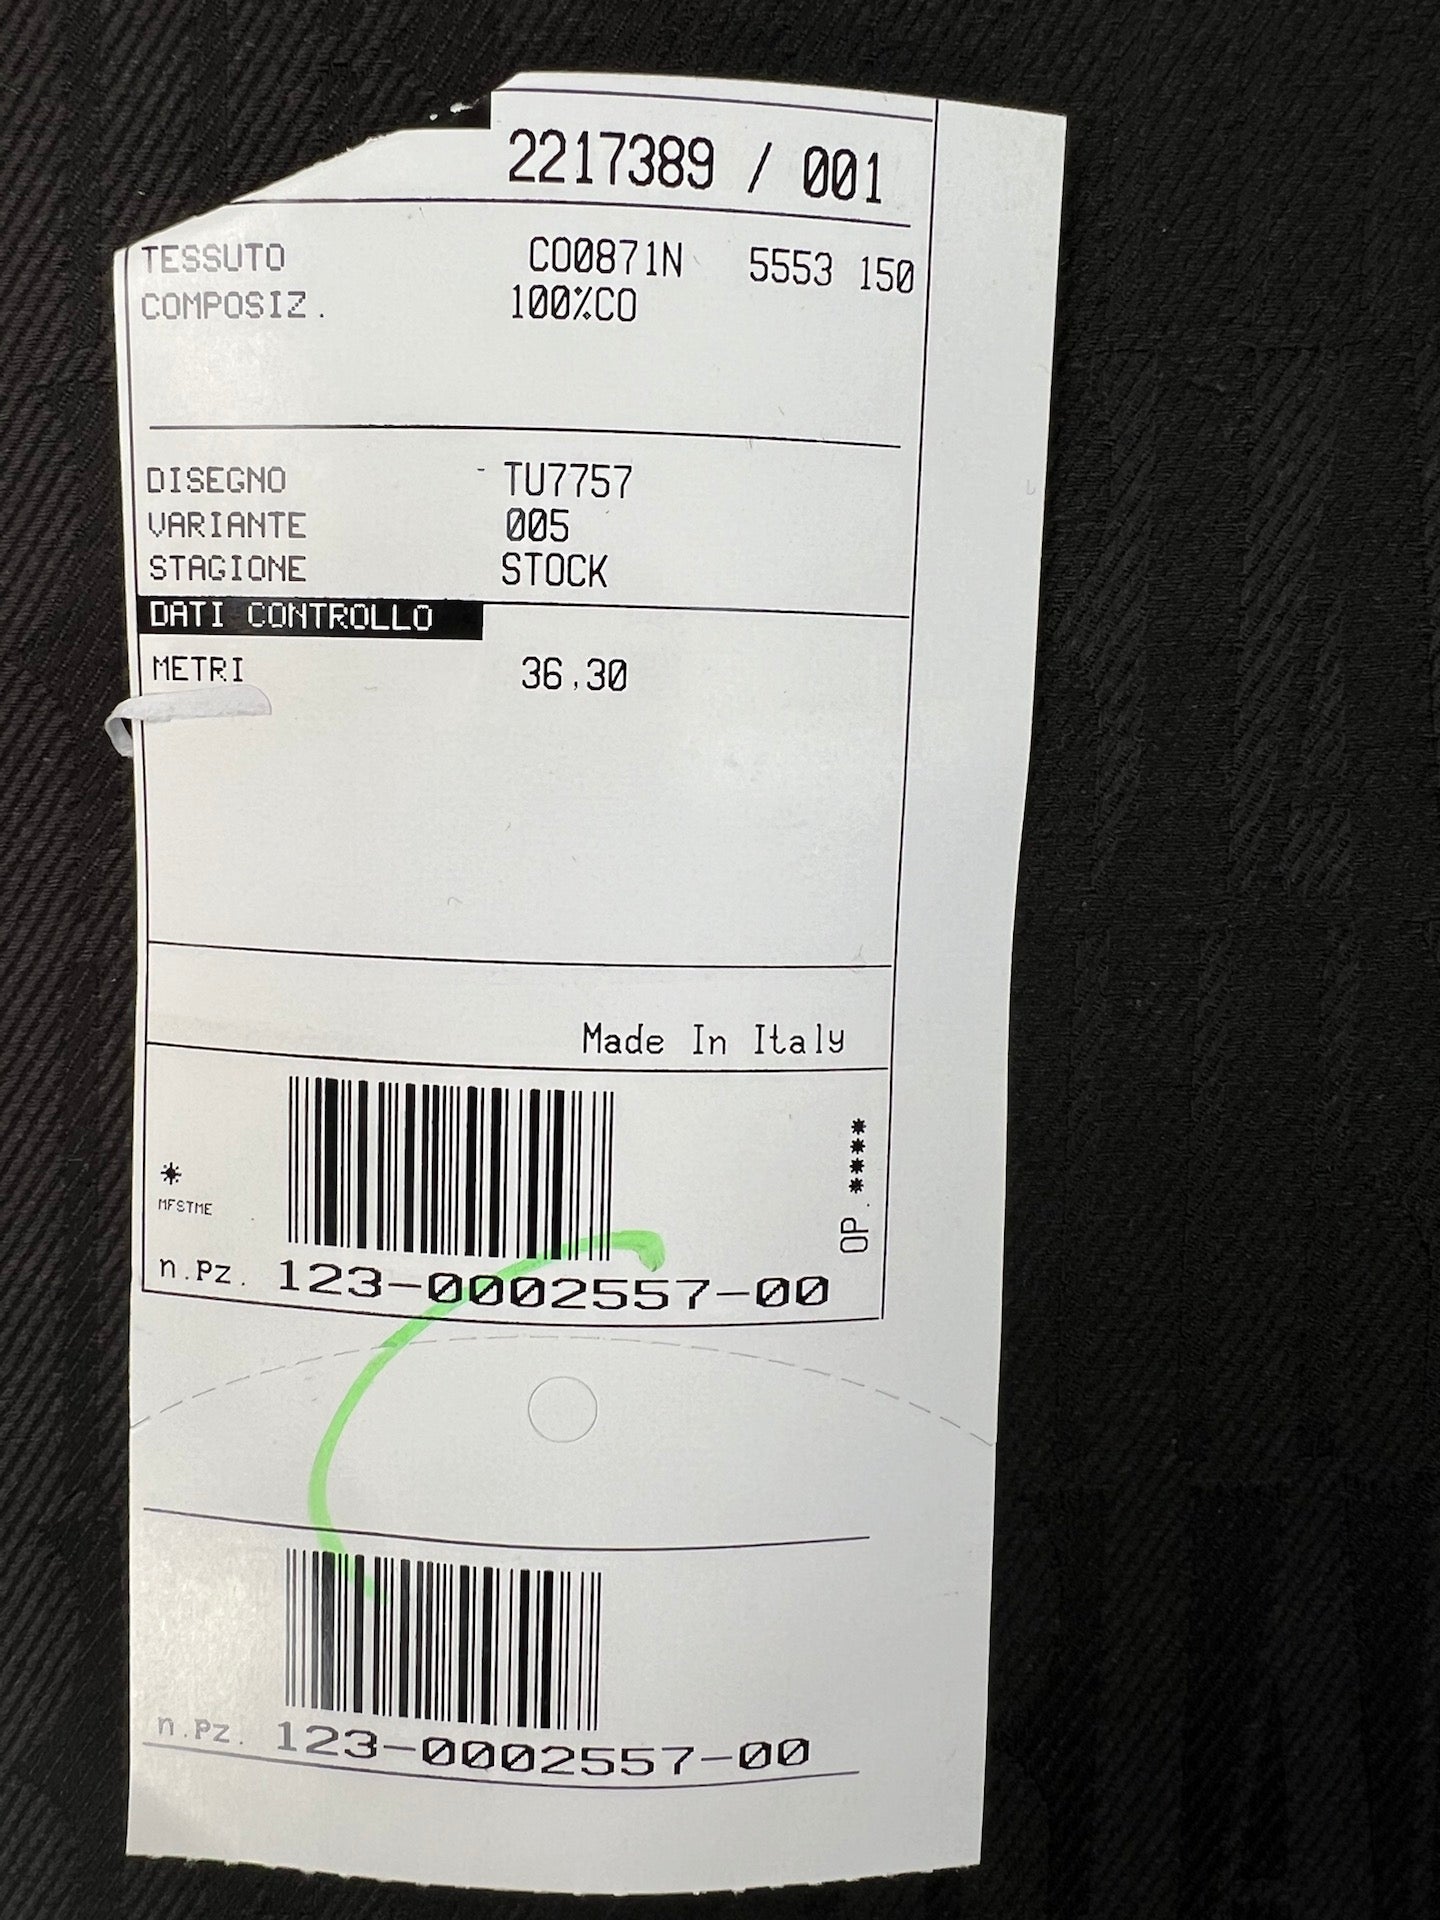 2217389 / 001
TESSUTO CO0871N 5553 150
COMPOSIZ. 100%CO
DISEGNO - TU7757
VARIANTE 005
STAGIONE STOCK
DATI CONTROLLO
METRI 36,30
Made In Italy
*
MFSTME
OP. ****
n.Pz. 123-0002557-00
n.Pz. 123-0002557-00